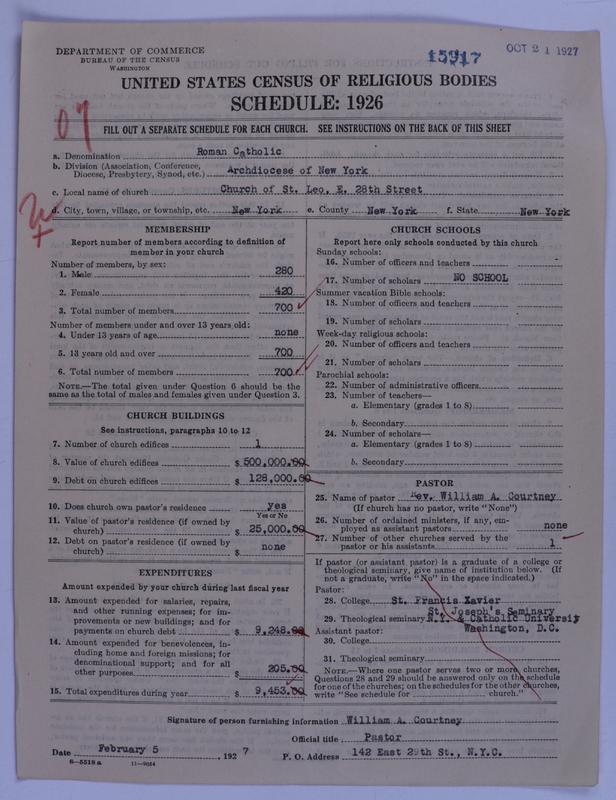 DEPARTMENT OF COMMERCE
BUREAU OF THE CENSUS
WASHINGTON
15917
OCT 21 1927
UNITED STATES CENSUS OF RELIGIOUS BODIES
SCHEDULE: 1926
07
FILL OUT A SEPARATE SCHEDULE FOR EACH CHURCH. SEE INSTRUCTIONS ON THE BACK OF THIS SHEET
a. Denomination Roman Catholic
b. Division (Association, Conference, Diocese, Presbytery, Synod, etc.) Archdiocese of New York
c. Local name of church Church of St. Leo, E. 28th Street
d. City, town, village, or township, etc. New York e. County New York f. State New York
MEMBERSHIP
Report number of members according to definition of
member in your church
Number of members, by sex:
1. Male 280
2. Female 420
3. Total number of members 700
Number of members under and over 13 years old:
4. Under 13 years of age none
5. 13 years old and over 700
6. Total number of members 700
NOTE.—The total given under Question 6 should be the
same as the total of males and females given under Question 3.
CHURCH BUILDINGS
See instructions, paragraphs 10 to 12
7. Number of church edifices 1
8. Value of church edifices $ 500,000.00
9. Debt on church edifices $ 128,000.00
10. Does church own pastor's residence yes
Yes or No
11. Value of pastor's residence (if owned by
church) $ 25,000.00
12. Debt on pastor's residence (if owned by
church) $ none
EXPENDITURES
Amount expended by your church during last fiscal year
13. Amount expended for salaries, repairs,
and other running expenses; for im-
provements or new buildings; and for
payments on church debt $ 9,248.00
14. Amount expended for benevolences, in-
cluding home and foreign missions; for
denominational support; and for all
other purposes $ 205.00
15. Total expenditures during year $ 9,453.00
CHURCH SCHOOLS
Report here only schools conducted by this church
Sunday schools:
16. Number of officers and teachers
17. Number of scholars NO SCHOOL
Summer vacation Bible schools:
18. Number of officers and teachers
19. Number of scholars
Week-day religious schools:
20. Number of officers and teachers
21. Number of scholars
Parochial schools:
22. Number of administrative officers
23. Number of teachers—
a. Elementary (grades 1 to 8)
b. Secondary
24. Number of scholars—
a. Elementary (grades 1 to 8)
b. Secondary
PASTOR
25. Name of pastor Rev. William A. Courtney
(If church has no pastor, write "None")
26. Number of ordained ministers, if any, em-
ployed as assistant pastors none
27. Number of other churches served by the
pastor or his assistants 1
If pastor (or assistant pastor) is a graduate of a college or
theological seminary, give name of institution below. (If
not a graduate, write "No" in the space indicated.)
Pastor:
28. College St. Francis Xavier
St. Joseph's Seminary
29. Theological seminary N.Y. & Catholic University
Assistant pastor: Washington, D.C.
30. College
31. Theological seminary
NOTE.—Where one pastor serves two or more churches,
Questions 28 and 29 should be answered only on the schedule
for one of the churches; on the schedules for the other churches,
write "See schedule for church."
Signature of person furnishing information William A. Courtney
Official title Pastor
Date February 5, 1927 P. O. Address 142 East 29th St., N.Y.C.
6—5518 a 11—9034